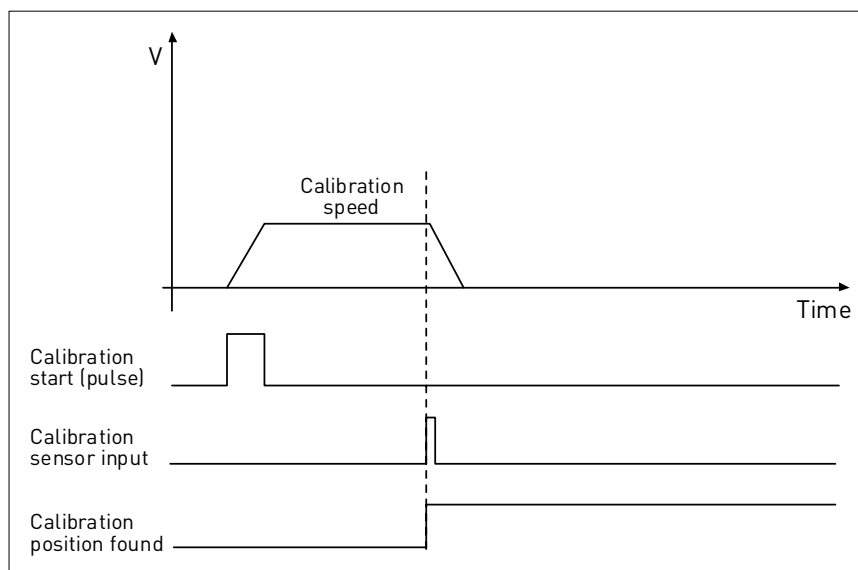 V
Calibration
speed
Time
Calibration
start (pulse)
Calibration
sensor input
Calibration
position found